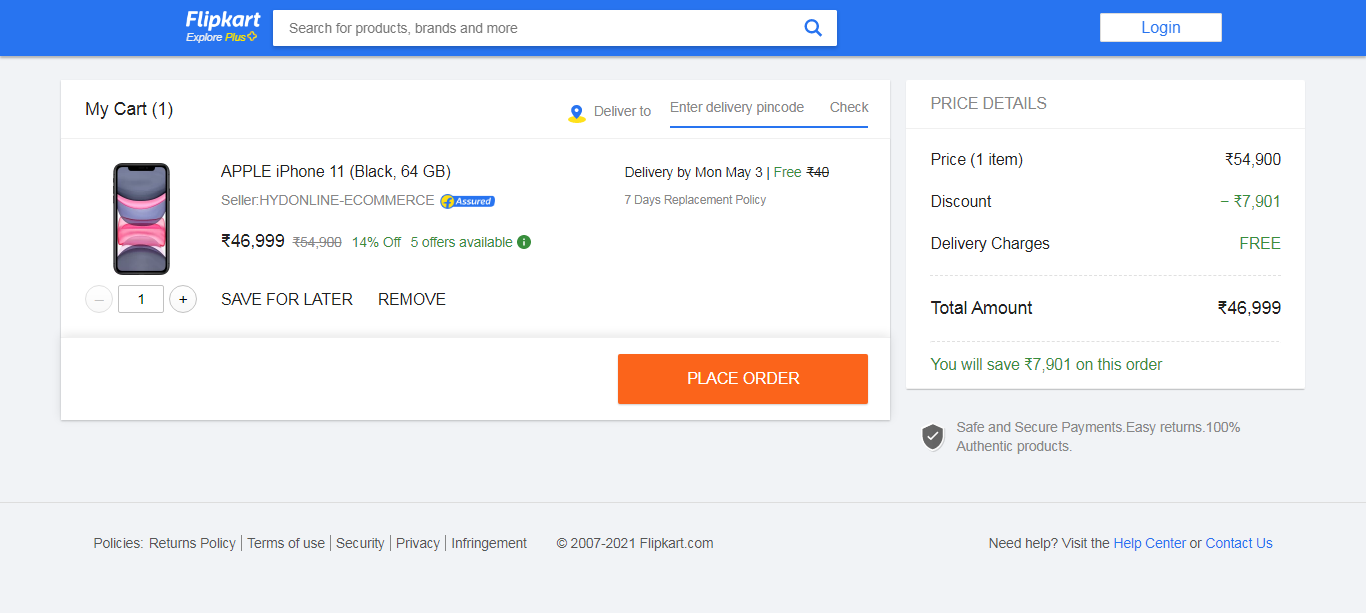 Flipkart
Explore Plus
Search for products, brands and more
Login
My Cart (1)
Deliver to
Enter delivery pincode
Check
APPLE iPhone 11 (Black, 64 GB)
Seller:HYDONLINE-ECOMMERCE
Assured
₹46,999 ₹54,900 14% Off 5 offers available
Delivery by Mon May 3 | Free ₹40
7 Days Replacement Policy
– 1 +
SAVE FOR LATER REMOVE
PLACE ORDER
PRICE DETAILS
Price (1 item) ₹54,900
Discount − ₹7,901
Delivery Charges FREE
Total Amount ₹46,999
You will save ₹7,901 on this order
Safe and Secure Payments.Easy returns.100%
Authentic products.
Policies: Returns Policy | Terms of use | Security | Privacy | Infringement © 2007-2021 Flipkart.com
Need help? Visit the Help Center or Contact Us